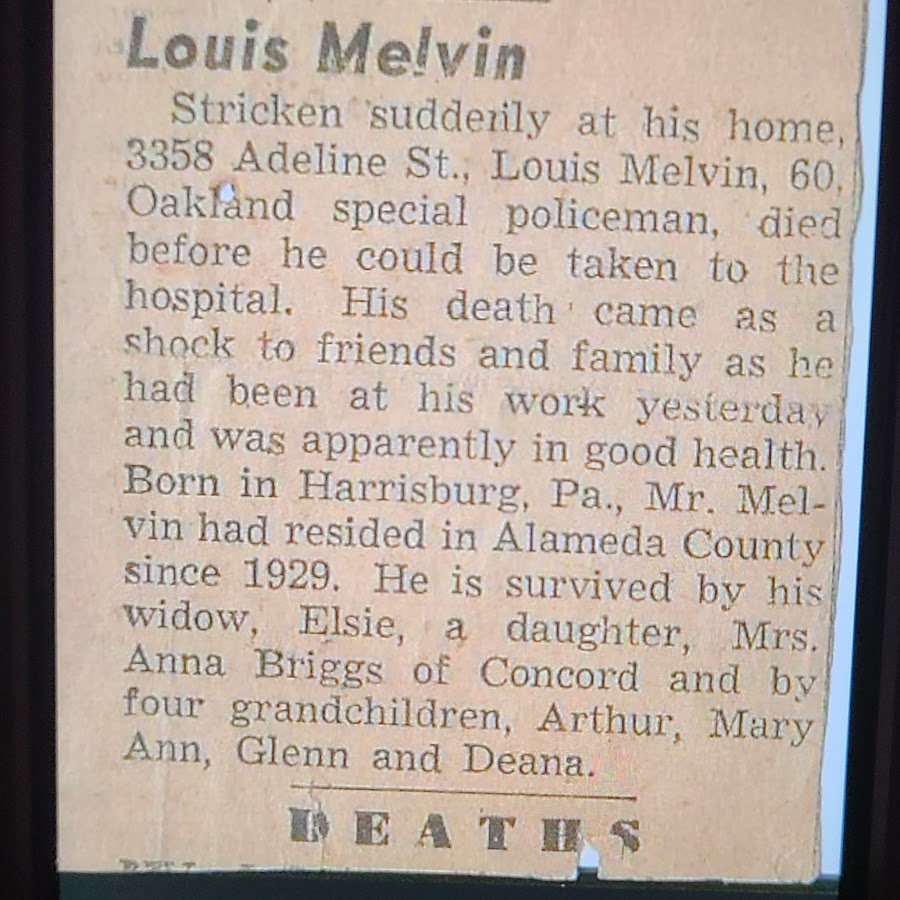 Louis Melvin
Stricken suddenly at his home,
3358 Adeline St., Louis Melvin, 60,
Oakland special policeman, died
before he could be taken to the
hospital. His death came as a
shock to friends and family as he
had been at his work yesterday
and was apparently in good health.
Born in Harrisburg, Pa., Mr. Mel-
vin had resided in Alameda County
since 1929. He is survived by his
widow, Elsie, a daughter, Mrs.
Anna Briggs of Concord and by
four grandchildren, Arthur, Mary
Ann, Glenn and Deana.
DEATHS